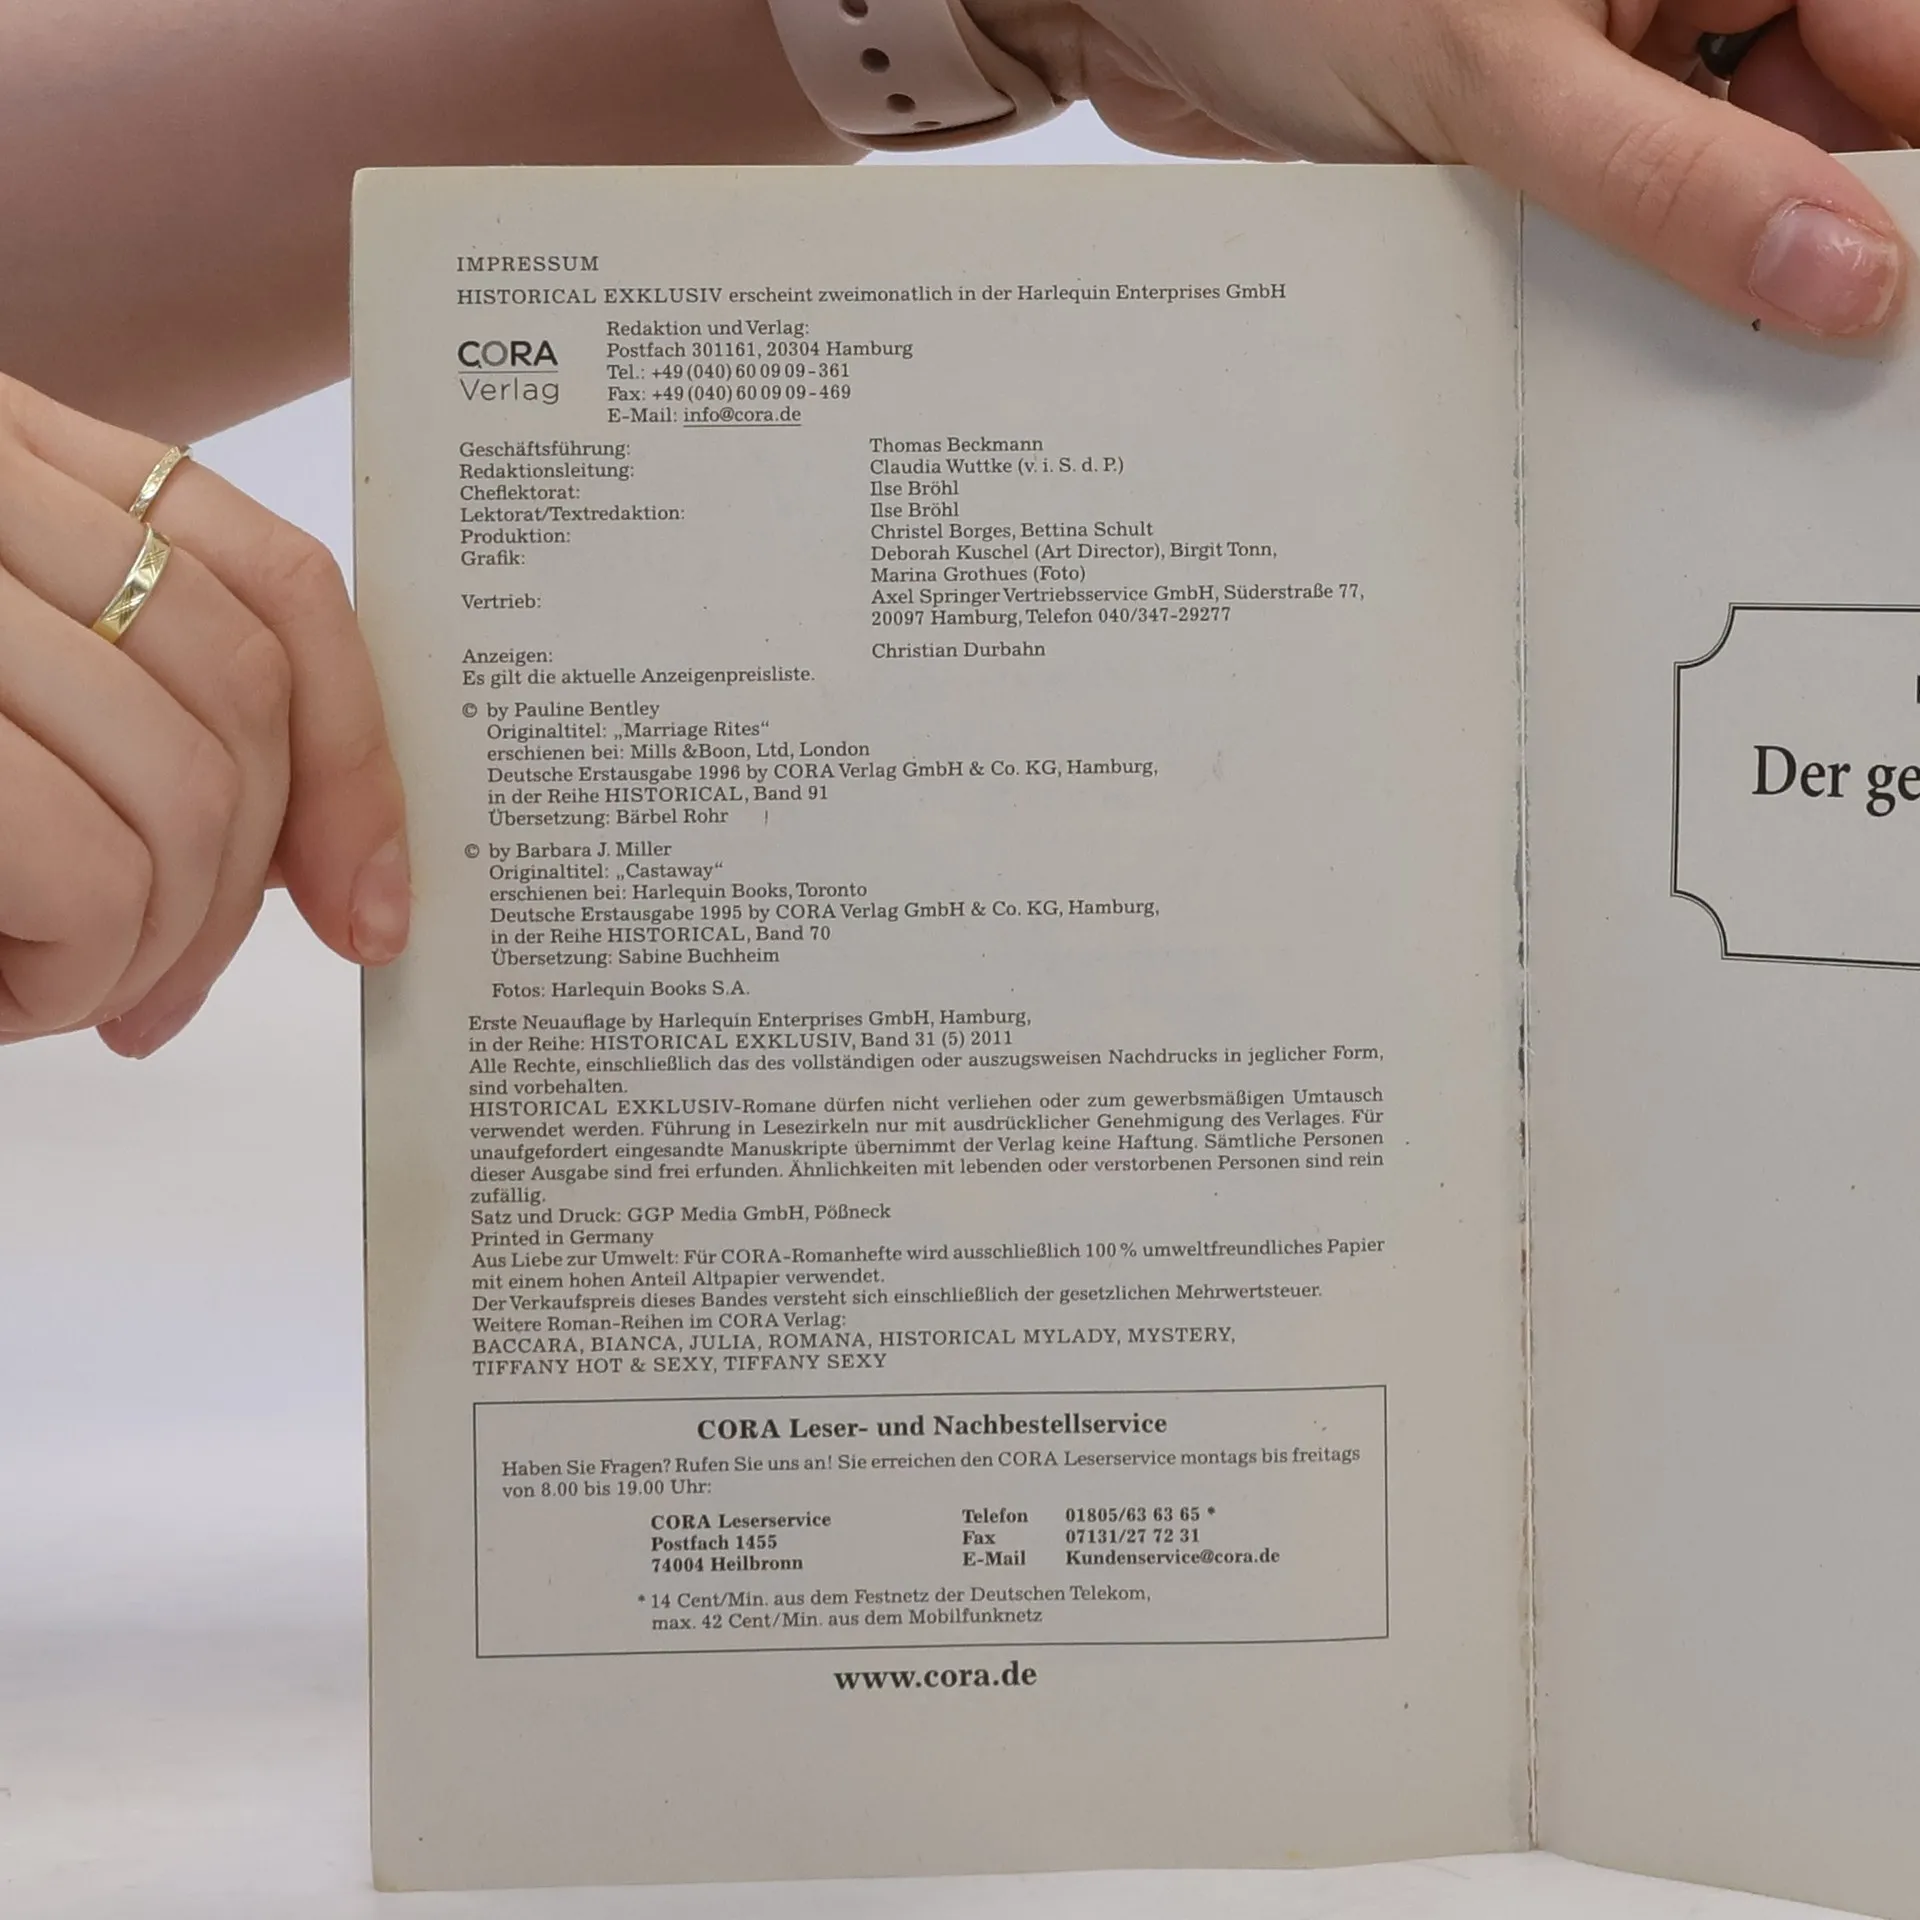 IMPRESSUM
HISTORICAL EXKLUSIV erscheint zweimonatlich in der Harlequin Enterprises GmbH
CORA
Verlag
Redaktion und Verlag:
Postfach 301161, 20304 Hamburg
Tel.: +49 (040) 60 09 09-361
Fax: +49 (040) 60 09 09-469
E-Mail: info@cora.de
Geschäftsführung: Thomas Beckmann
Redaktionsleitung: Claudia Wuttke (v. i. S. d. P.)
Cheflektorat: Ilse Bröhl
Lektorat/Textredaktion: Ilse Bröhl
Produktion: Christel Borges, Bettina Schult
Grafik: Deborah Kuschel (Art Director), Birgit Tonn,
Marina Grothues (Foto)
Vertrieb: Axel Springer Vertriebsservice GmbH, Süderstraße 77,
20097 Hamburg, Telefon 040/347-29277
Anzeigen: Christian Durbahn
Es gilt die aktuelle Anzeigenpreisliste.
© by Pauline Bentley
Originaltitel: „Marriage Rites“
erschienen bei: Mills &Boon, Ltd, London
Deutsche Erstausgabe 1996 by CORA Verlag GmbH & Co. KG, Hamburg,
in der Reihe HISTORICAL, Band 91
Übersetzung: Bärbel Rohr
© by Barbara J. Miller
Originaltitel: „Castaway“
erschienen bei: Harlequin Books, Toronto
Deutsche Erstausgabe 1995 by CORA Verlag GmbH & Co. KG, Hamburg,
in der Reihe HISTORICAL, Band 70
Übersetzung: Sabine Buchheim
Fotos: Harlequin Books S.A.
Erste Neuauflage by Harlequin Enterprises GmbH, Hamburg,
in der Reihe: HISTORICAL EXKLUSIV, Band 31 (5) 2011
Alle Rechte, einschließlich das des vollständigen oder auszugsweisen Nachdrucks in jeglicher Form,
sind vorbehalten.
HISTORICAL EXKLUSIV-Romane dürfen nicht verliehen oder zum gewerbsmäßigen Umtausch
verwendet werden. Führung in Lesezirkeln nur mit ausdrücklicher Genehmigung des Verlages. Für
unaufgefordert eingesandte Manuskripte übernimmt der Verlag keine Haftung. Sämtliche Personen
dieser Ausgabe sind frei erfunden. Ähnlichkeiten mit lebenden oder verstorbenen Personen sind rein
zufällig.
Satz und Druck: GGP Media GmbH, Pößneck
Printed in Germany
Aus Liebe zur Umwelt: Für CORA-Romanhefte wird ausschließlich 100 % umweltfreundliches Papier
mit einem hohen Anteil Altpapier verwendet.
Der Verkaufspreis dieses Bandes versteht sich einschließlich der gesetzlichen Mehrwertsteuer.
Weitere Roman-Reihen im CORA Verlag:
BACCARA, BIANCA, JULIA, ROMANA, HISTORICAL MYLADY, MYSTERY,
TIFFANY HOT & SEXY, TIFFANY SEXY
CORA Leser- und Nachbestellservice
Haben Sie Fragen? Rufen Sie uns an! Sie erreichen den CORA Leserservice montags bis freitags
von 8.00 bis 19.00 Uhr:
CORA Leserservice
Postfach 1455
74004 Heilbronn
Telefon 01805/63 63 65 *
Fax 07131/27 72 31
E-Mail Kundenservice@cora.de
* 14 Cent/Min. aus dem Festnetz der Deutschen Telekom,
max. 42 Cent/Min. aus dem Mobilfunknetz
www.cora.de
Der ge